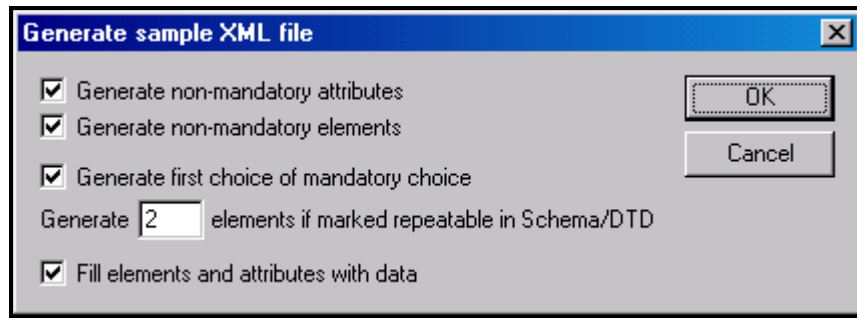 Generate sample XML file
Generate non-mandatory attributes
OK
Generate non-mandatory elements
Cancel
Generate first choice of mandatory choice
Generate 2 elements if marked repeatable in Schema/DTD
Fill elements and attributes with data